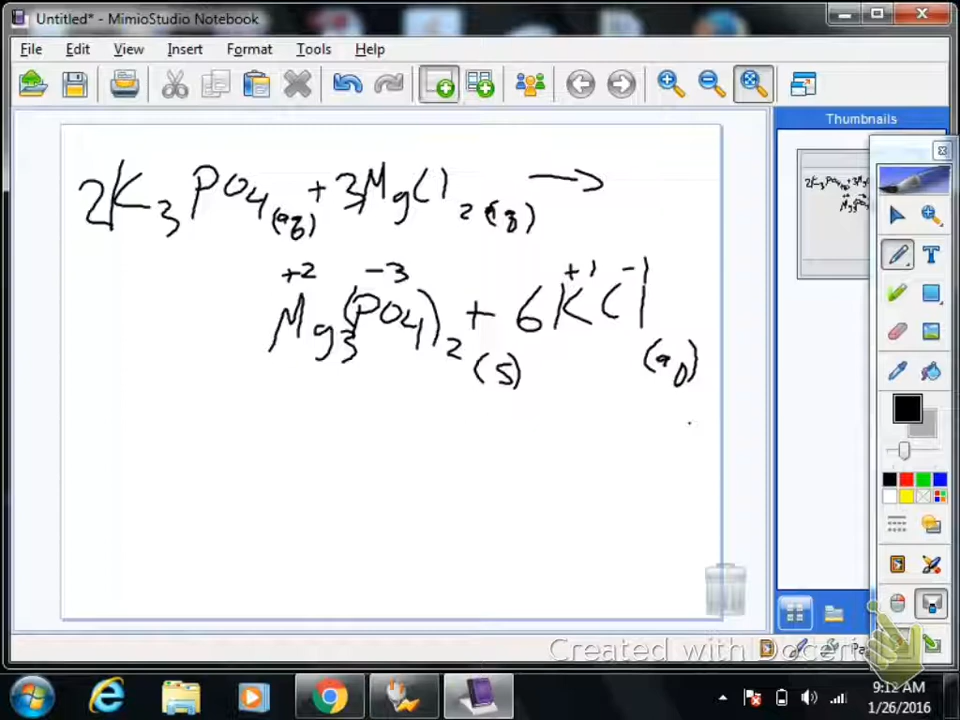 Untitled* - MimioStudio Notebook
File Edit View Insert Format Tools Help
Thumbnails
2K₃PO₄(aq) + 3MgCl₂(aq) →
+2 -3 +1 -1
Mg₃(PO₄)₂(s) + 6KCl(aq)
Created with Doceri
9:12 AM
1/26/2016